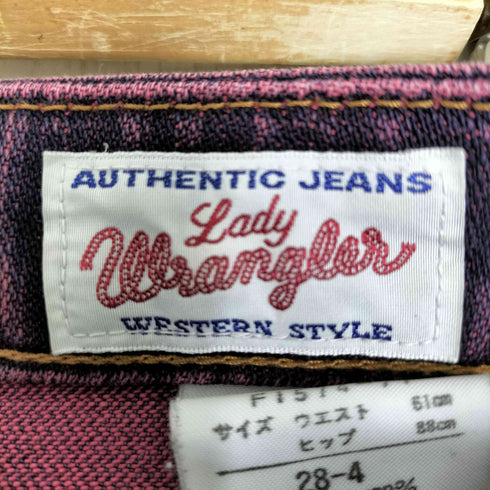 AUTHENTIC JEANS
Lady
Wrangler
WESTERN STYLE
サイズ ウエスト 61cm
ヒップ 88cm
28-4